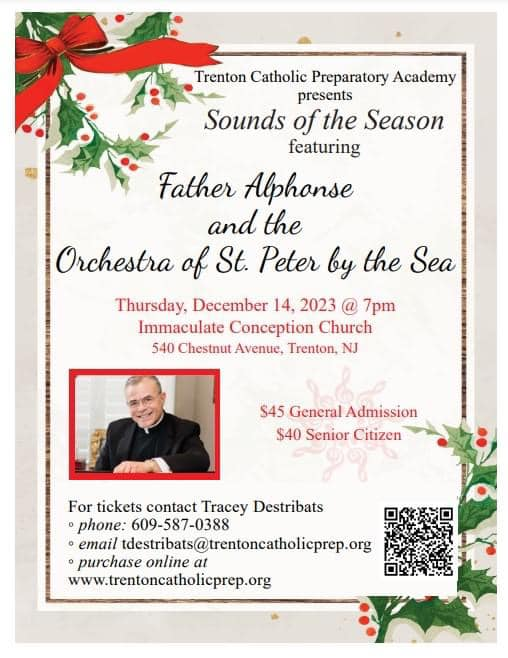 Trenton Catholic Preparatory Academy
presents
Sounds of the Season
featuring
Father Alphonse
and the
Orchestra of St. Peter by the Sea
Thursday, December 14, 2023 @ 7pm
Immaculate Conception Church
540 Chestnut Avenue, Trenton, NJ
$45 General Admission
$40 Senior Citizen
For tickets contact Tracey Destribats
◦ phone: 609-587-0388
◦ email tdestribats@trentoncatholicprep.org
◦ purchase online at
www.trentoncatholicprep.org